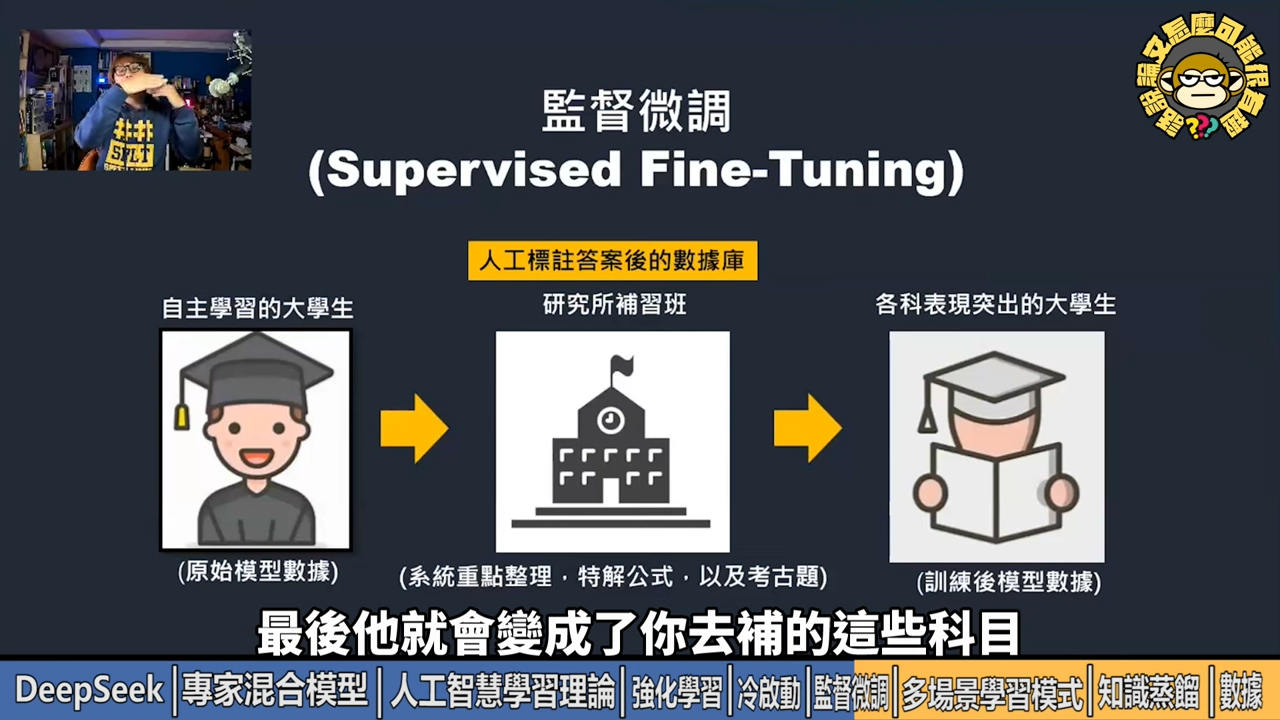 監督微調
(Supervised Fine-Tuning)
人工標註答案後的數據庫
自主學習的大學生
研究所補習班
各科表現突出的大學生
(原始模型數據)
(系統重點整理，特解公式，以及考古題)
(訓練後模型數據)
最後他就會變成了你去補的這些科目
DeepSeek|專家混合模型|人工智慧學習理論|強化學習|冷啟動|監督微調|多場景學習模式|知識蒸餾|數據